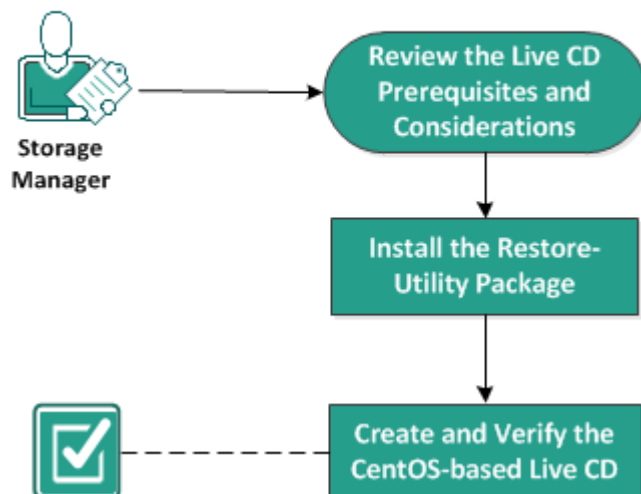 Storage
Manager
Review the Live CD
Prerequisites and
Considerations
Install the Restore-
Utility Package
Create and Verify the
CentOS-based Live CD